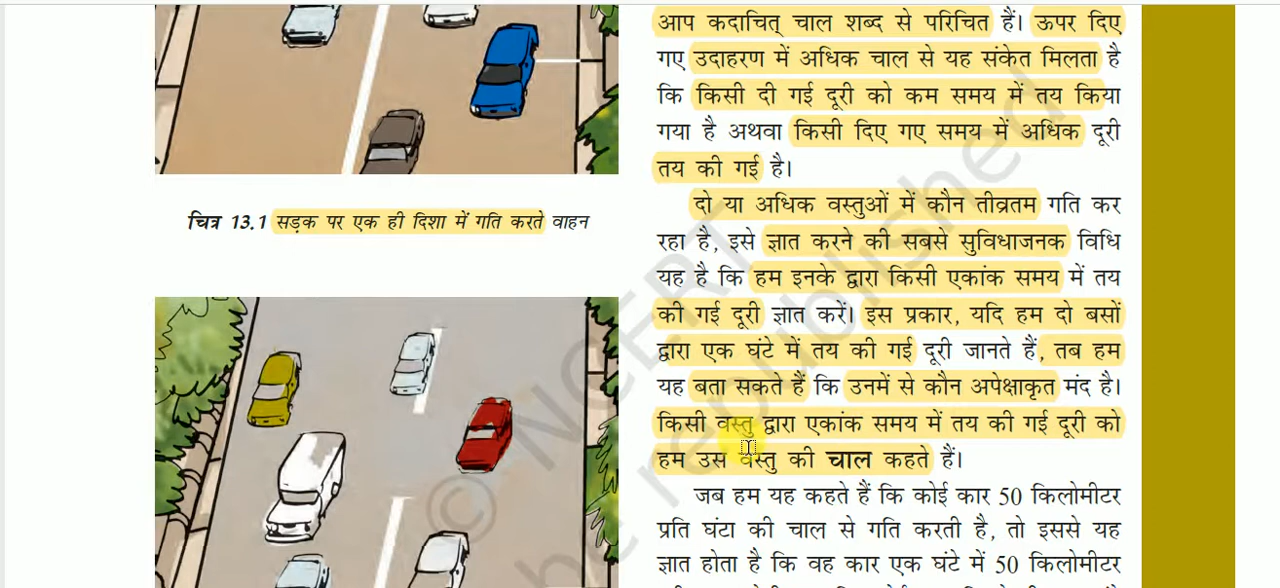 आप कदाचित् चाल शब्द से परिचित हैं। ऊपर दिए
गए उदाहरण में अधिक चाल से यह संकेत मिलता है
कि किसी दी गई दूरी को कम समय में तय किया
गया है अथवा किसी दिए गए समय में अधिक दूरी
तय की गई है।
दो या अधिक वस्तुओं में कौन तीव्रतम गति कर
रहा है, इसे ज्ञात करने की सबसे सुविधाजनक विधि
यह है कि हम इनके द्वारा किसी एकांक समय में तय
की गई दूरी ज्ञात करें। इस प्रकार, यदि हम दो बसों
द्वारा एक घंटे में तय की गई दूरी जानते हैं, तब हम
यह बता सकते हैं कि उनमें से कौन अपेक्षाकृत मंद है।
किसी वस्तु द्वारा एकांक समय में तय की गई दूरी को
हम उस वस्तु की चाल कहते हैं।
जब हम यह कहते हैं कि कोई कार 50 किलोमीटर
प्रति घंटा की चाल से गति करती है, तो इससे यह
ज्ञात होता है कि वह कार एक घंटे में 50 किलोमीटर
चित्र 13.1 सड़क पर एक ही दिशा में गति करते वाहन
© NCERT
be republished